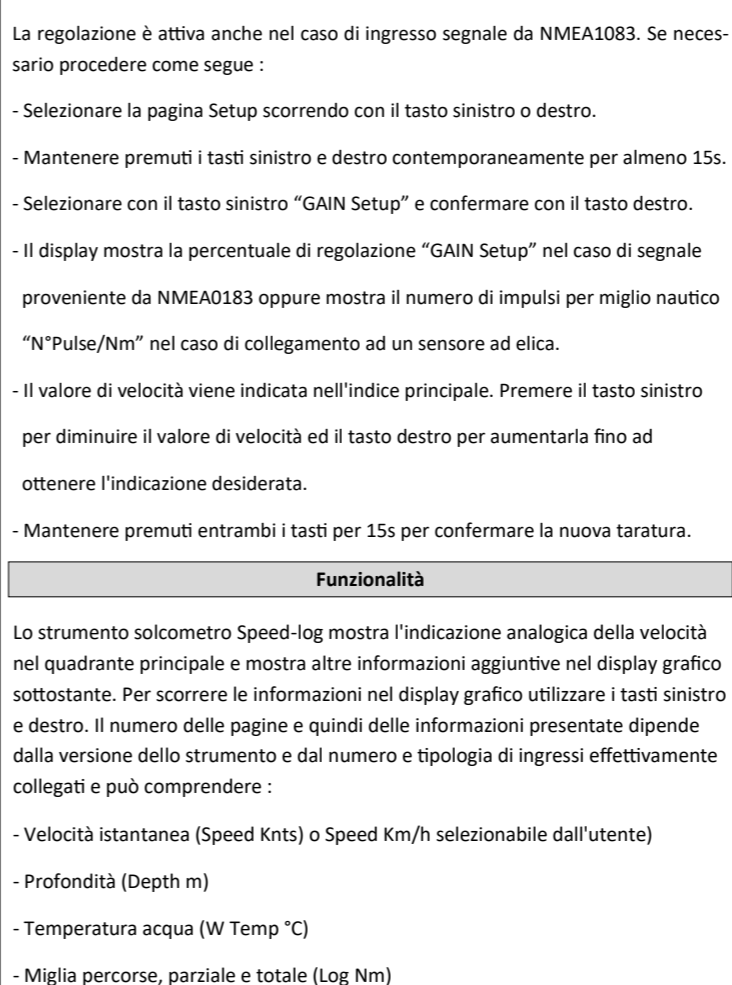 La regolazione è attiva anche nel caso di ingresso segnale da NMEA1083. Se neces-
sario procedere come segue :
- Selezionare la pagina Setup scorrendo con il tasto sinistro o destro.
- Mantenere premuti i tasti sinistro e destro contemporaneamente per almeno 15s.
- Selezionare con il tasto sinistro “GAIN Setup” e confermare con il tasto destro.
- Il display mostra la percentuale di regolazione “GAIN Setup” nel caso di segnale
proveniente da NMEA0183 oppure mostra il numero di impulsi per miglio nautico
“N°Pulse/Nm” nel caso di collegamento ad un sensore ad elica.
- Il valore di velocità viene indicata nell'indice principale. Premere il tasto sinistro
per diminuire il valore di velocità ed il tasto destro per aumentarla fino ad
ottenere l'indicazione desiderata.
- Mantenere premuti entrambi i tasti per 15s per confermare la nuova taratura.
Funzionalità
Lo strumento solcometro Speed-log mostra l'indicazione analogica della velocità
nel quadrante principale e mostra altre informazioni aggiuntive nel display grafico
sottostante. Per scorrere le informazioni nel display grafico utilizzare i tasti sinistro
e destro. Il numero delle pagine e quindi delle informazioni presentate dipende
dalla versione dello strumento e dal numero e tipologia di ingressi effettivamente
collegati e può comprendere :
- Velocità istantanea (Speed Knts) o Speed Km/h selezionabile dall'utente)
- Profondità (Depth m)
- Temperatura acqua (W Temp °C)
- Miglia percorse, parziale e totale (Log Nm)